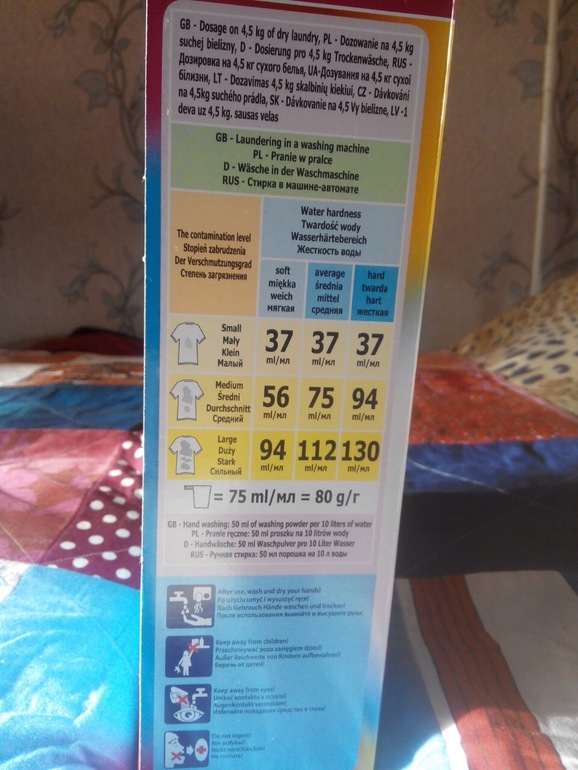 GB - Dosage on 4,5 kg of dry laundry, PL - Dozowanie na 4,5 kg
suchej bielizny, D - Dosierung pro 4,5 kg Trockenwäsche, RUS -
Дозировка на 4,5 кг сухого белья, UA-Дозування на 4,5 кг сухої
білизни, LT - Dozavimas 4,5 kg skalbinių kiekiui, CZ - Dávkování
na 4,5kg suchého prádla, SK - Dávkovanie na 4,5 Vy bielizne, LV -1
deva uz 4,5 kg. sausas velas
GB - Laundering in a washing machine
PL - Pranie w pralce
D - Wäsche in der Waschmaschine
RUS - Стирка в машине-автомате
The contamination level
Stopień zabrudzenia
Der Verschmutzungsgrad
Степень загрязнения
Water hardness
Twardość wody
Wasserhärtebereich
Жесткость воды
soft
miękka
weich
мягкая
average
średnia
mittel
средняя
hard
twarda
hart
жесткая
Small
Mały
Klein
Малый
37 ml/мл
37 ml/мл
37 ml/мл
Medium
Średni
Durchschnitt
Средний
56 ml/мл
75 ml/мл
94 ml/мл
Large
Duży
Stark
Сильный
94 ml/мл
112 ml/мл
130 ml/мл
= 75 ml/мл = 80 g/г
GB - Hand washing: 50 ml of washing powder per 10 liters of water
PL - Pranie ręczne: 50 ml proszku na 10 litrów wody
D - Handwäsche: 50 ml Waschpulver pro 10 Liter Wasser
RUS - Ручная стирка: 50 мл порошка на 10 л воды
After use, wash and dry your hands!
Po użyciu umyć i wysuszyć ręce!
Nach Gebrauch Hände waschen und trocken!
После использования вымойте и высушите руки!
Keep away from children!
Przechowywać poza zasięgiem dzieci!
Außer Reichweite von Kindern aufbewahren!
Беречь от детей!
Keep away from eyes!
Unikać kontaktu z oczami!
Augenkontakt vermeiden!
Избегайте попадания средства в глаза!
Do not ingest!
Nie połykać!
Nicht verschlucken!
Не глотать!